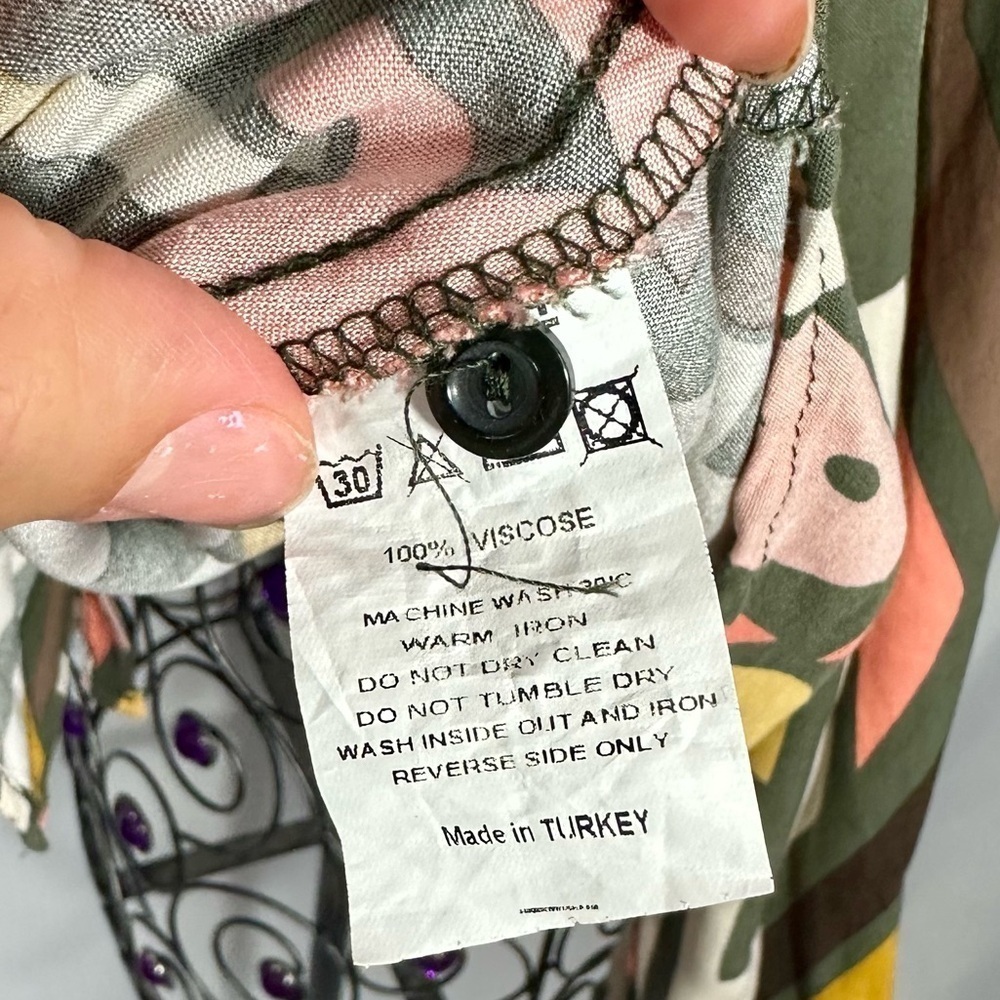 30
100% VISCOSE
MACHINE WASH 30°C
WARM IRON
DO NOT DRY CLEAN
DO NOT TUMBLE DRY
WASH INSIDE OUT AND IRON
REVERSE SIDE ONLY
Made in TURKEY